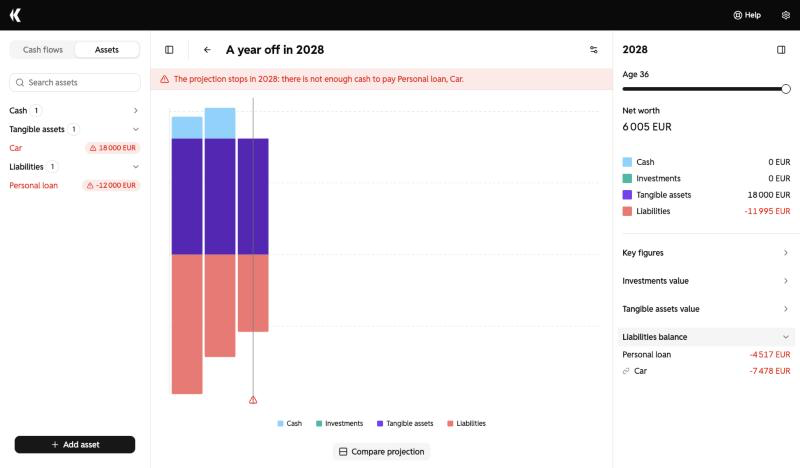 Help
Cash flows
Assets
Search assets
Cash 1
Tangible assets 1
Car 18 000 EUR
Liabilities 1
Personal loan -12 000 EUR
+ Add asset
A year off in 2028
The projection stops in 2028: there is not enough cash to pay Personal loan, Car.
Cash Investments Tangible assets Liabilities
Compare projection
2028
Age 36
Net worth
6 005 EUR
Cash 0 EUR
Investments 0 EUR
Tangible assets 18 000 EUR
Liabilities -11 995 EUR
Key figures
Investments value
Tangible assets value
Liabilities balance
Personal loan -4 517 EUR
Car -7 478 EUR